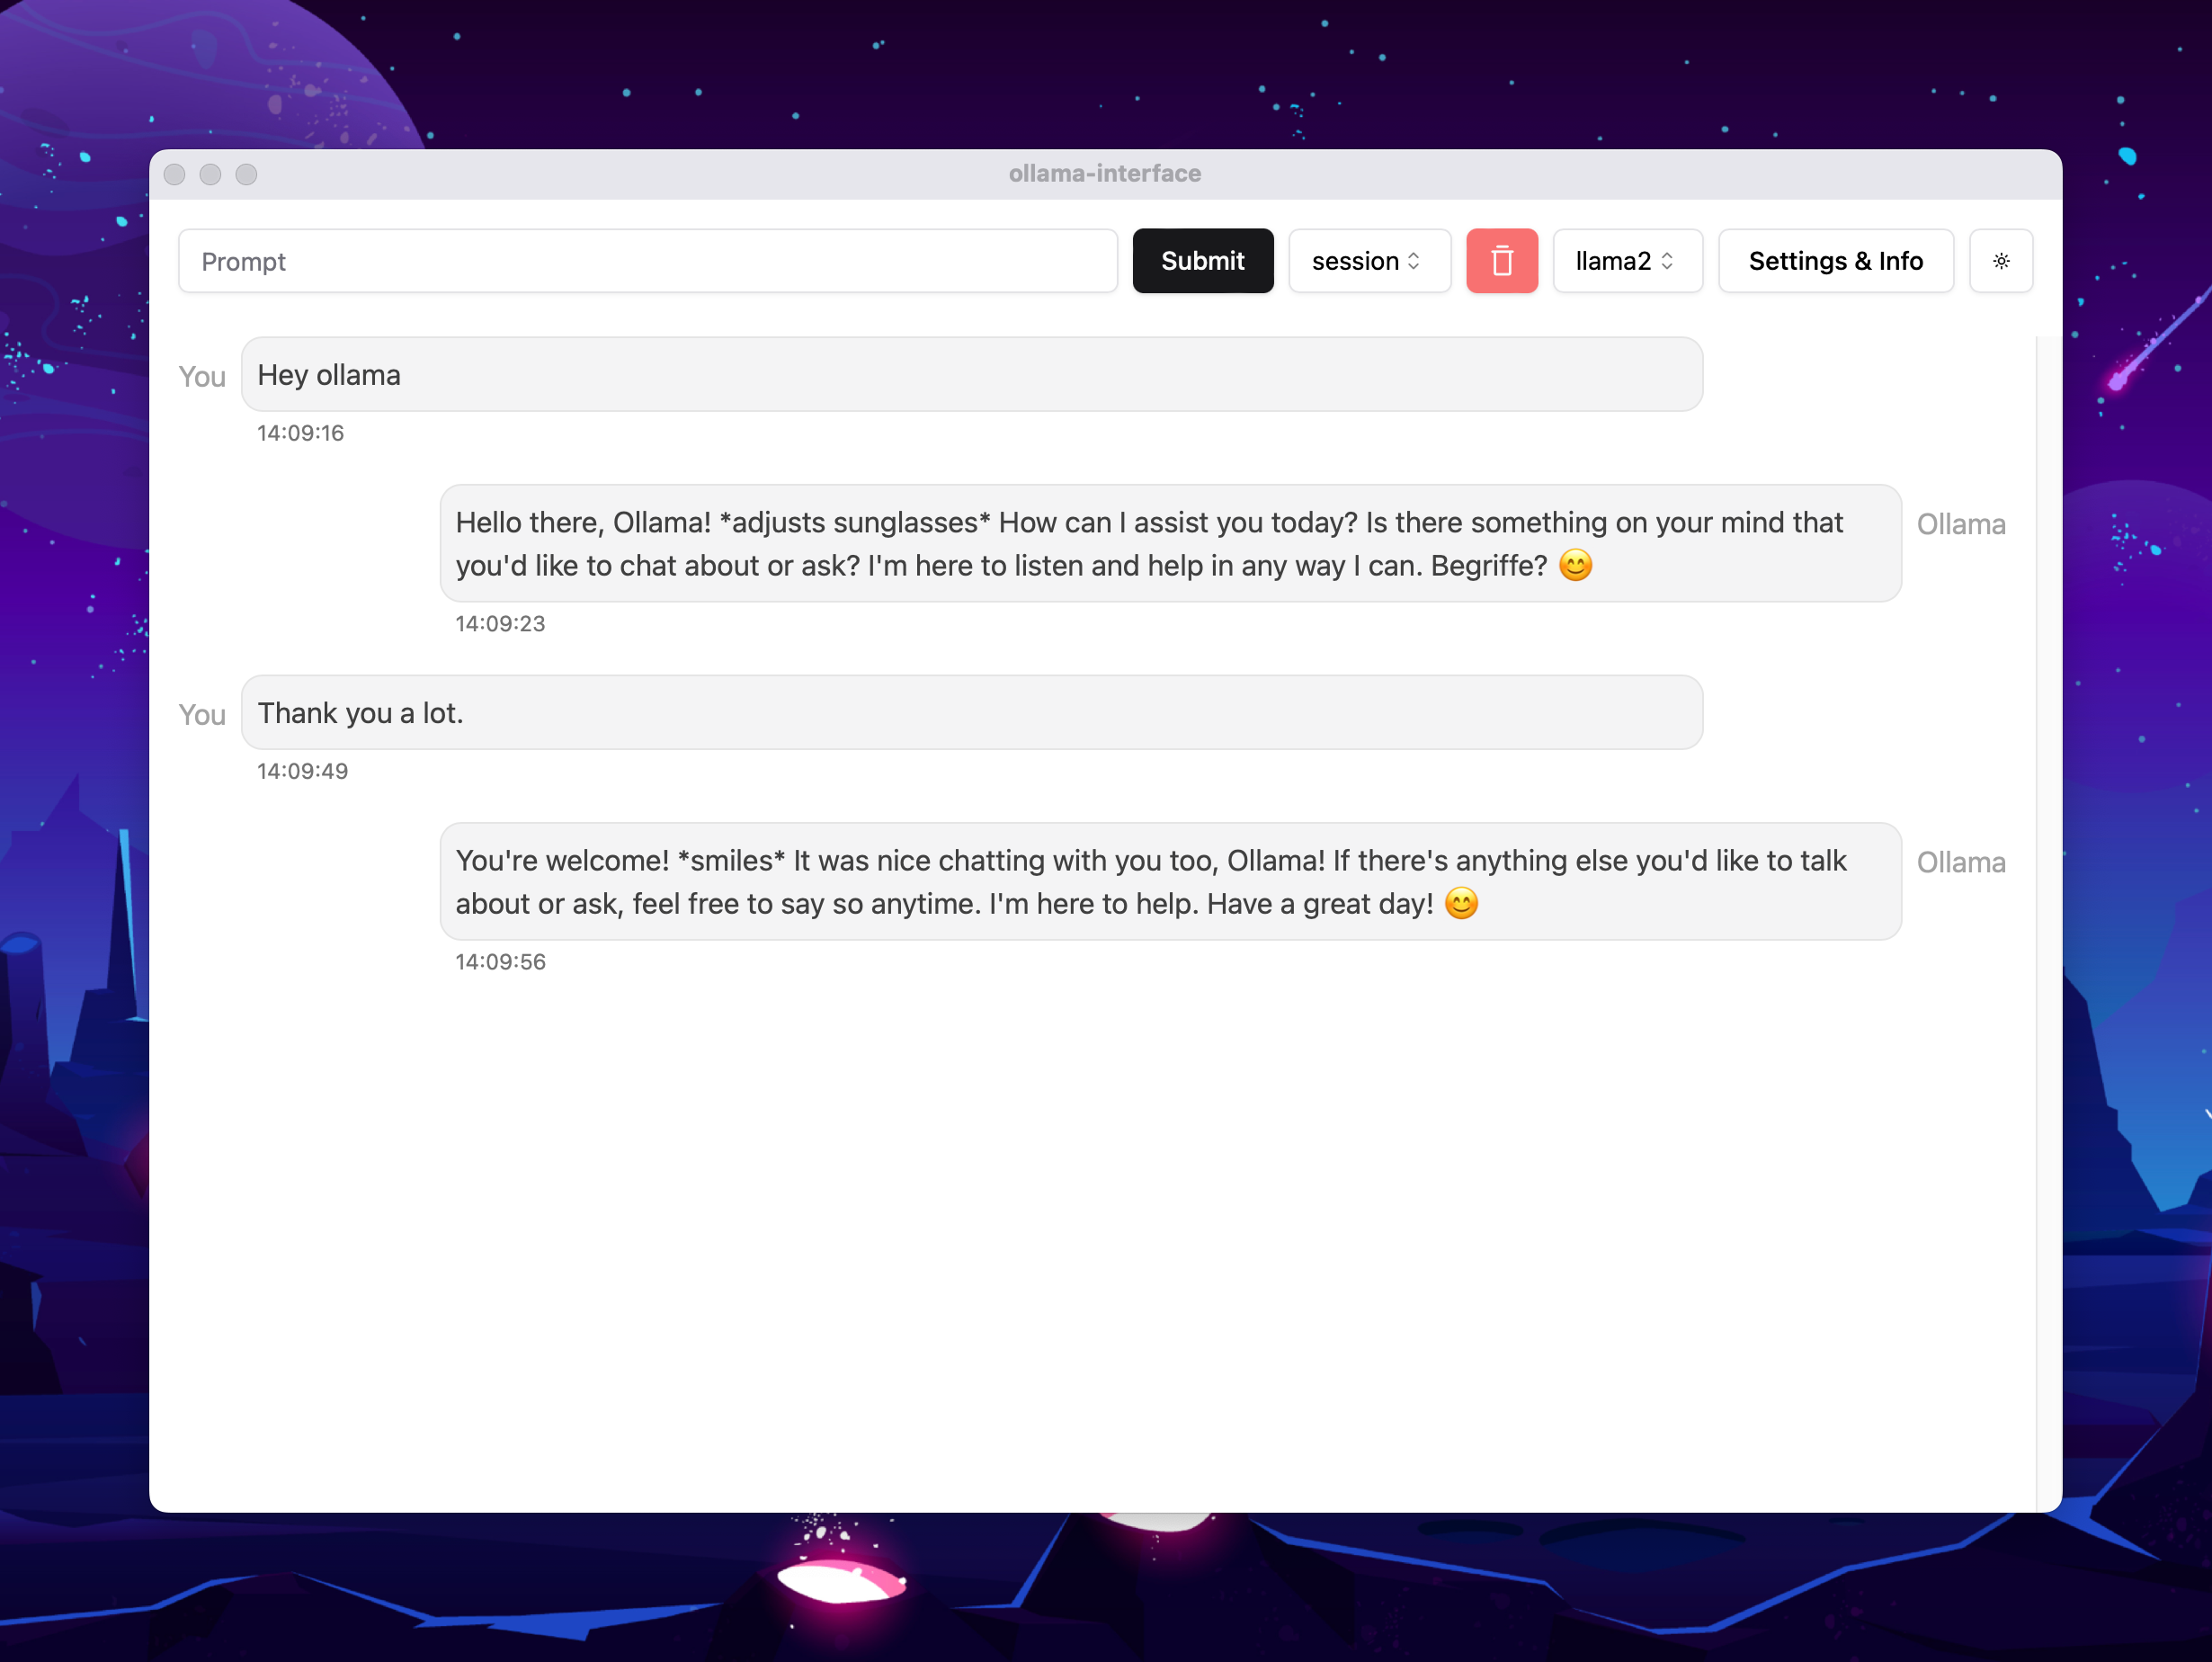 ollama-interface
Prompt
Submit
session
llama2
Settings & Info
You
Hey ollama
14:09:16
Hello there, Ollama! *adjusts sunglasses* How can I assist you today? Is there something on your mind that
you'd like to chat about or ask? I'm here to listen and help in any way I can. Begriffe? 😊
Ollama
14:09:23
You
Thank you a lot.
14:09:49
You're welcome! *smiles* It was nice chatting with you too, Ollama! If there's anything else you'd like to talk
about or ask, feel free to say so anytime. I'm here to help. Have a great day! 😊
Ollama
14:09:56